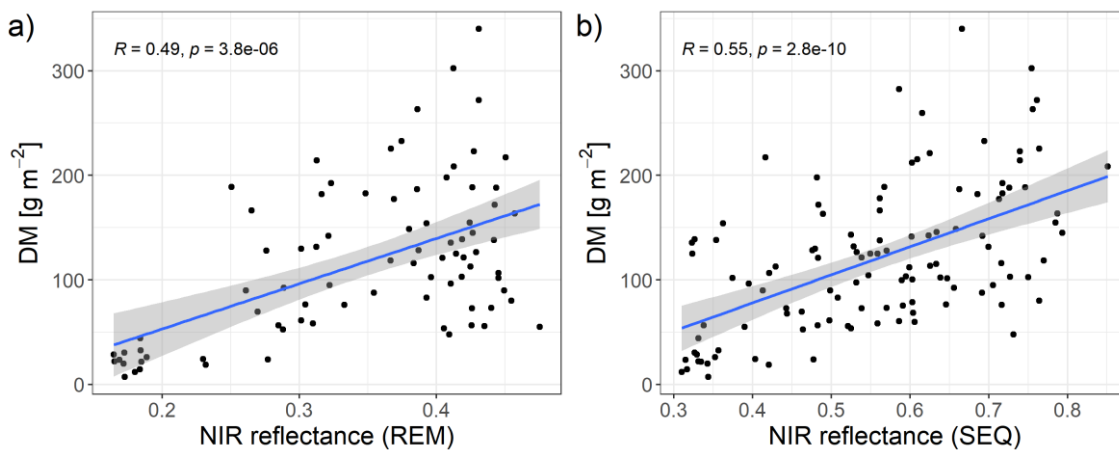 a)
R = 0.49, p = 3.8e-06
DM [g m⁻²]
300
200
100
0
0.2 0.3 0.4
NIR reflectance (REM)
b)
R = 0.55, p = 2.8e-10
DM [g m⁻²]
300
200
100
0
0.3 0.4 0.5 0.6 0.7 0.8
NIR reflectance (SEQ)